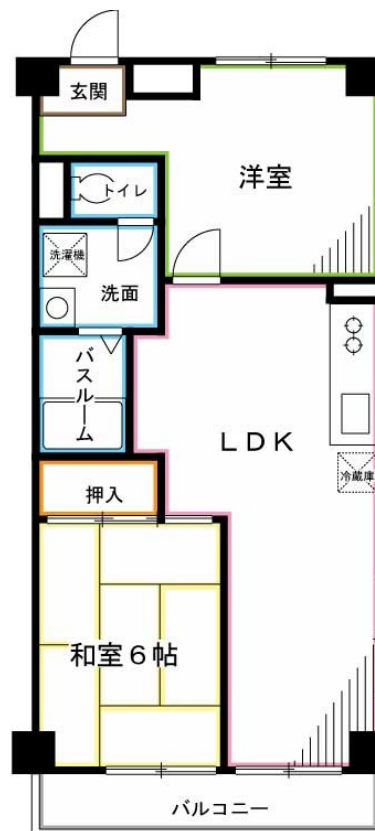 玄関
洋室
トイレ
洗濯機
洗面
バスルーム
LDK
冷蔵庫
押入
和室6帖
バルコニー